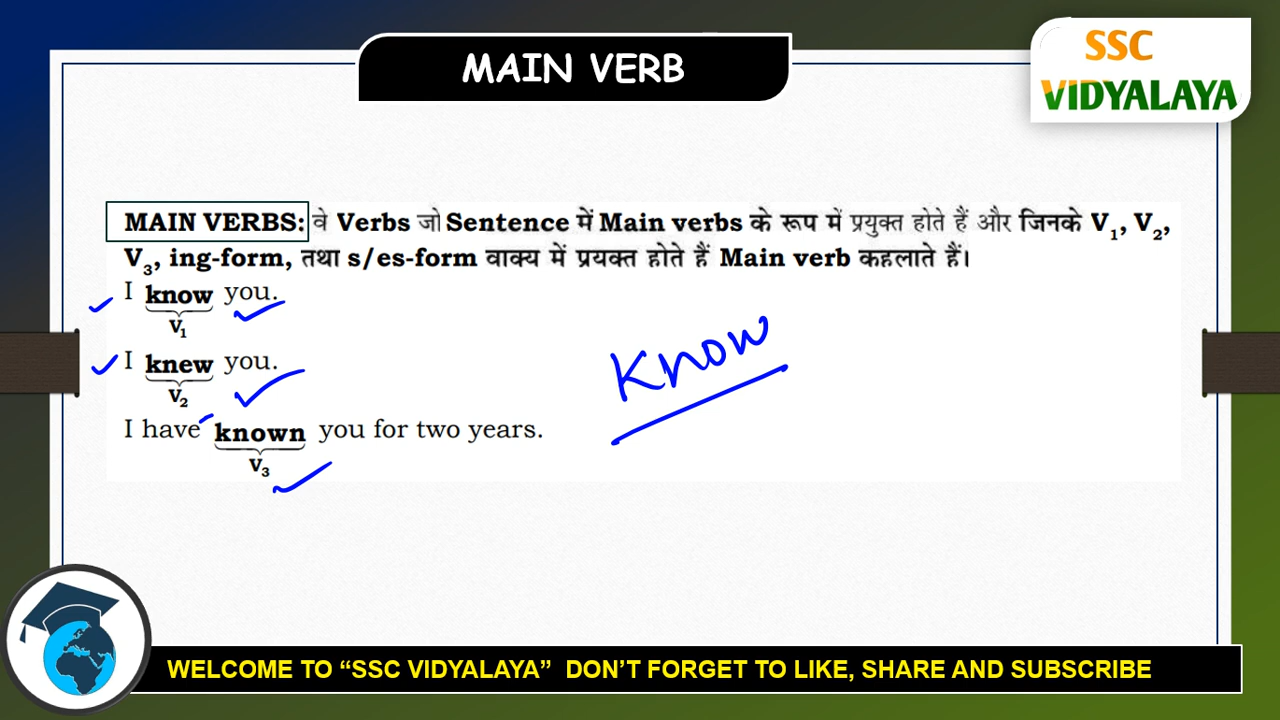 MAIN VERB
SSC
VIDYALAYA
MAIN VERBS: वे Verbs जो Sentence में Main verbs के रूप में प्रयुक्त होते हैं और जिनके V₁, V₂,
V₃, ing-form, तथा s/es-form वाक्य में प्रयक्त होते हैं Main verb कहलाते हैं।
I know you.
V₁
I knew you.
V₂
I have known you for two years.
V₃
Know
WELCOME TO “SSC VIDYALAYA” DON’T FORGET TO LIKE, SHARE AND SUBSCRIBE